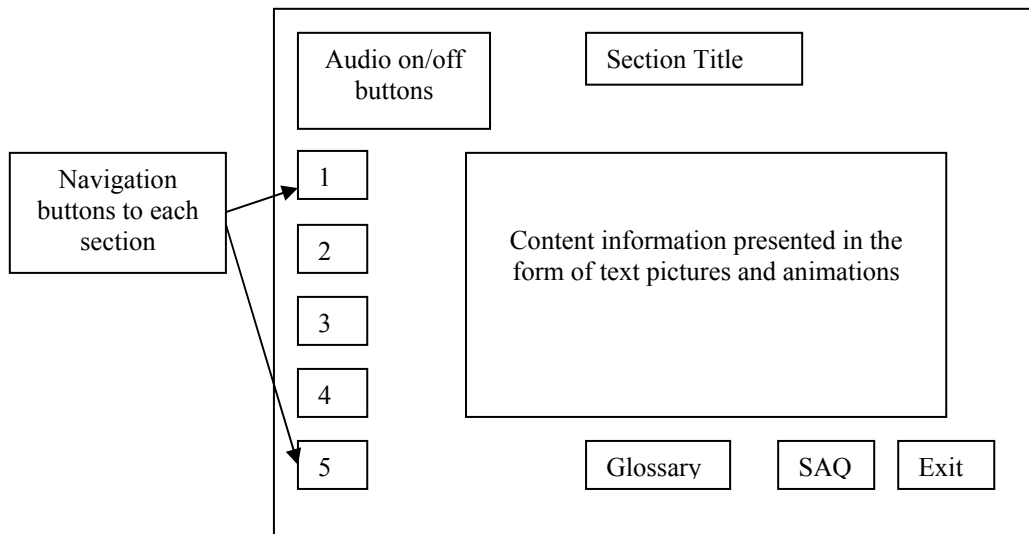 Audio on/off
buttons
Section Title
Navigation
buttons to each
section
1
2
3
4
5
Content information presented in the
form of text pictures and animations
Glossary
SAQ
Exit